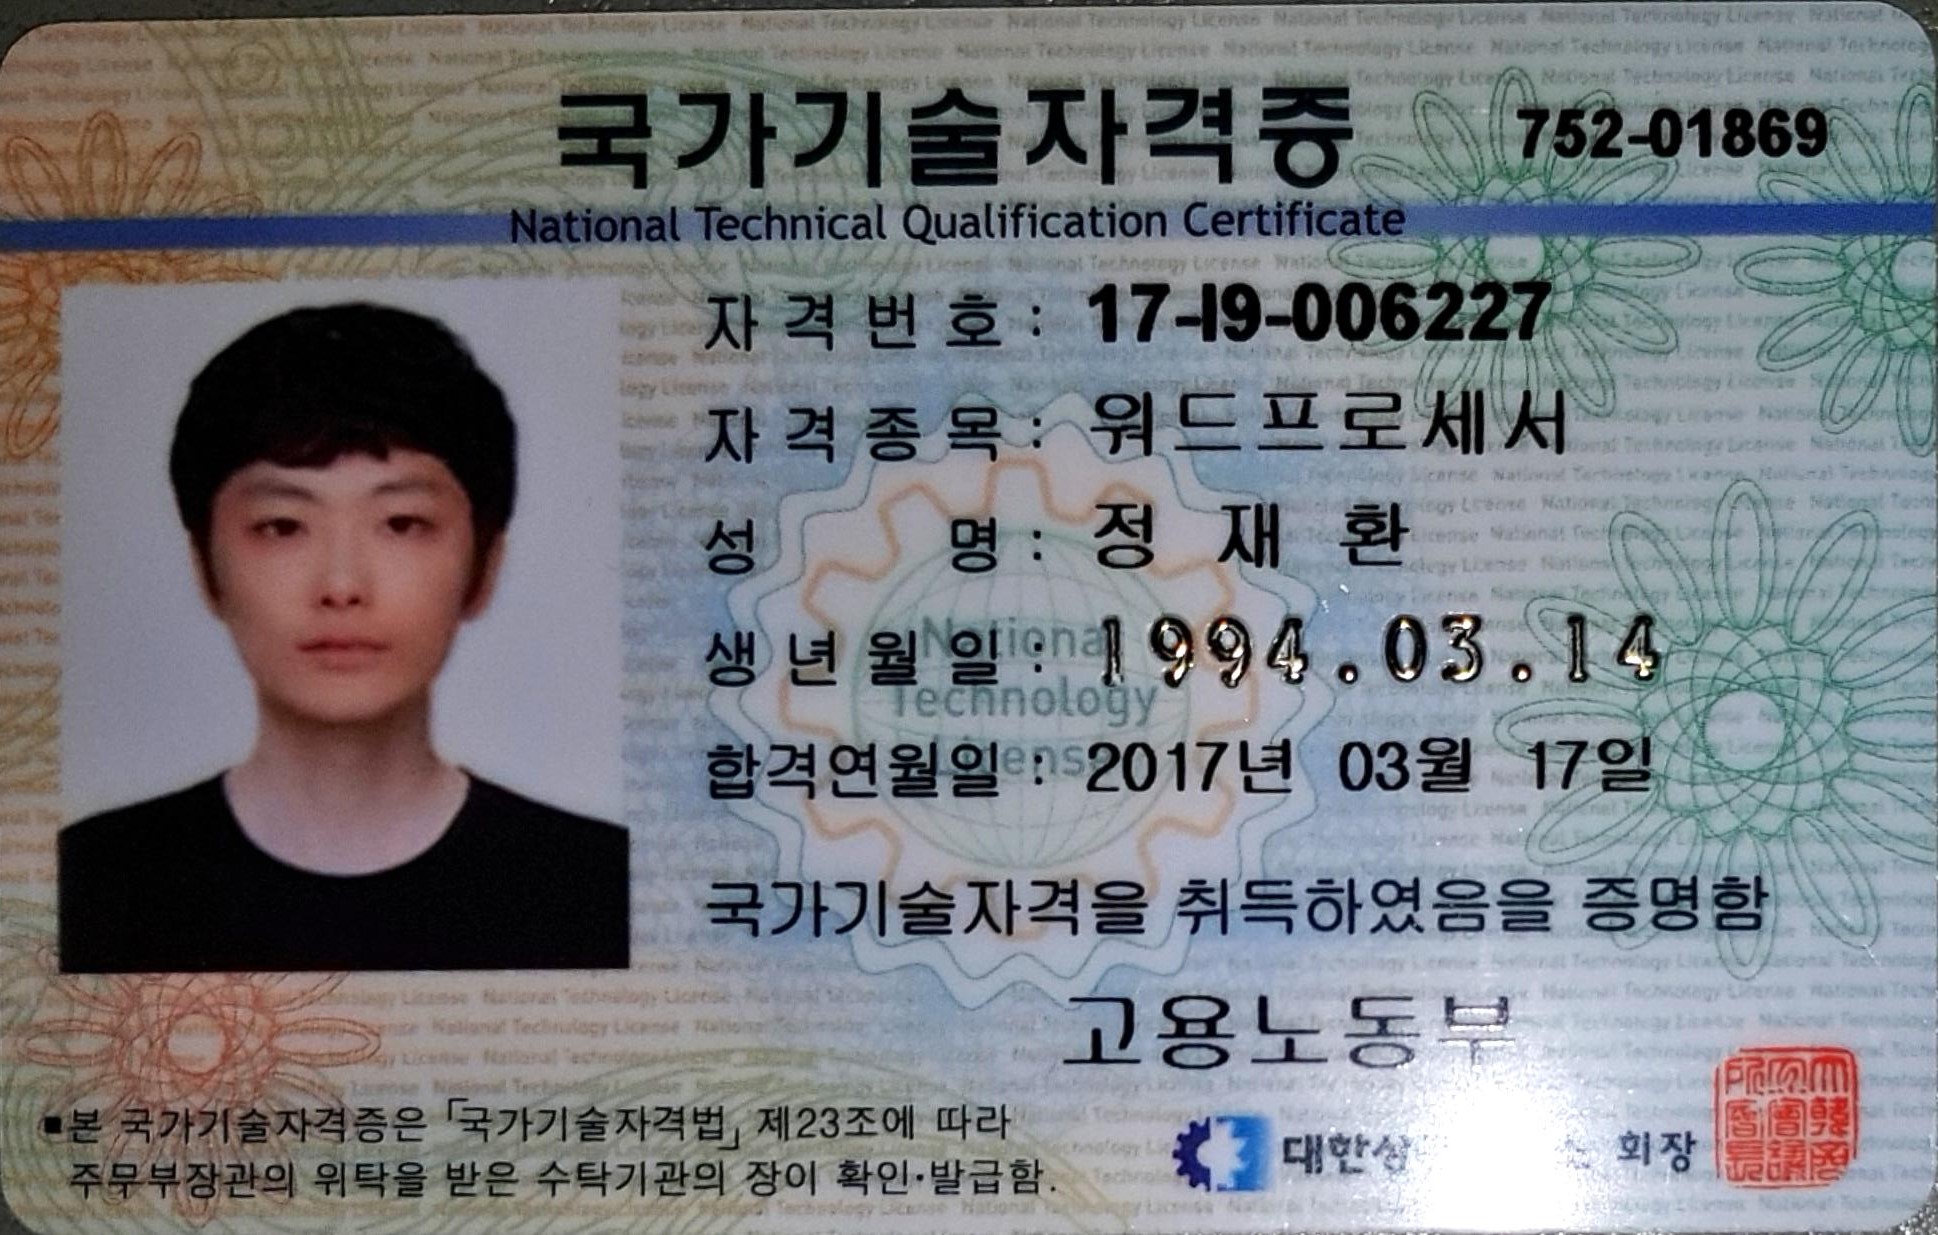 국가기술자격증 752-01869
National Technical Qualification Certificate
자격번호: 17-I9-006227
자격종목: 워드프로세서
성 명: 정 재 환
생년월일: 1994.03.14
합격연월일: 2017년 03월 17일
National
Technology
License
국가기술자격을 취득하였음을 증명함
고용노동부
▪본 국가기술자격증은 「국가기술자격법」 제23조에 따라
주무부장관의 위탁을 받은 수탁기관의 장이 확인·발급함.
대한상 회장